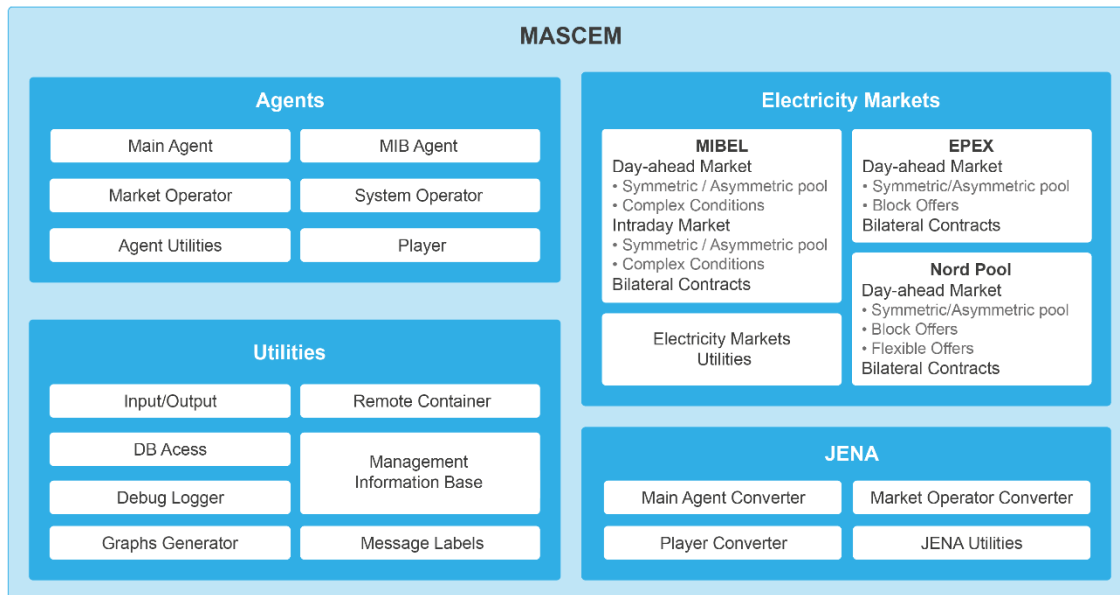 MASCEM
Agents
Main Agent
MIB Agent
Market Operator
System Operator
Agent Utilities
Player
Utilities
Input/Output
Remote Container
DB Acess
Management
Information Base
Debug Logger
Graphs Generator
Message Labels
Electricity Markets
MIBEL
Day-ahead Market
• Symmetric / Asymmetric pool
• Complex Conditions
Intraday Market
• Symmetric / Asymmetric pool
• Complex Conditions
Bilateral Contracts
Electricity Markets
Utilities
EPEX
Day-ahead Market
• Symmetric/Asymmetric pool
• Block Offers
Bilateral Contracts
Nord Pool
Day-ahead Market
• Symmetric/Asymmetric pool
• Block Offers
• Flexible Offers
Bilateral Contracts
JENA
Main Agent Converter
Market Operator Converter
Player Converter
JENA Utilities